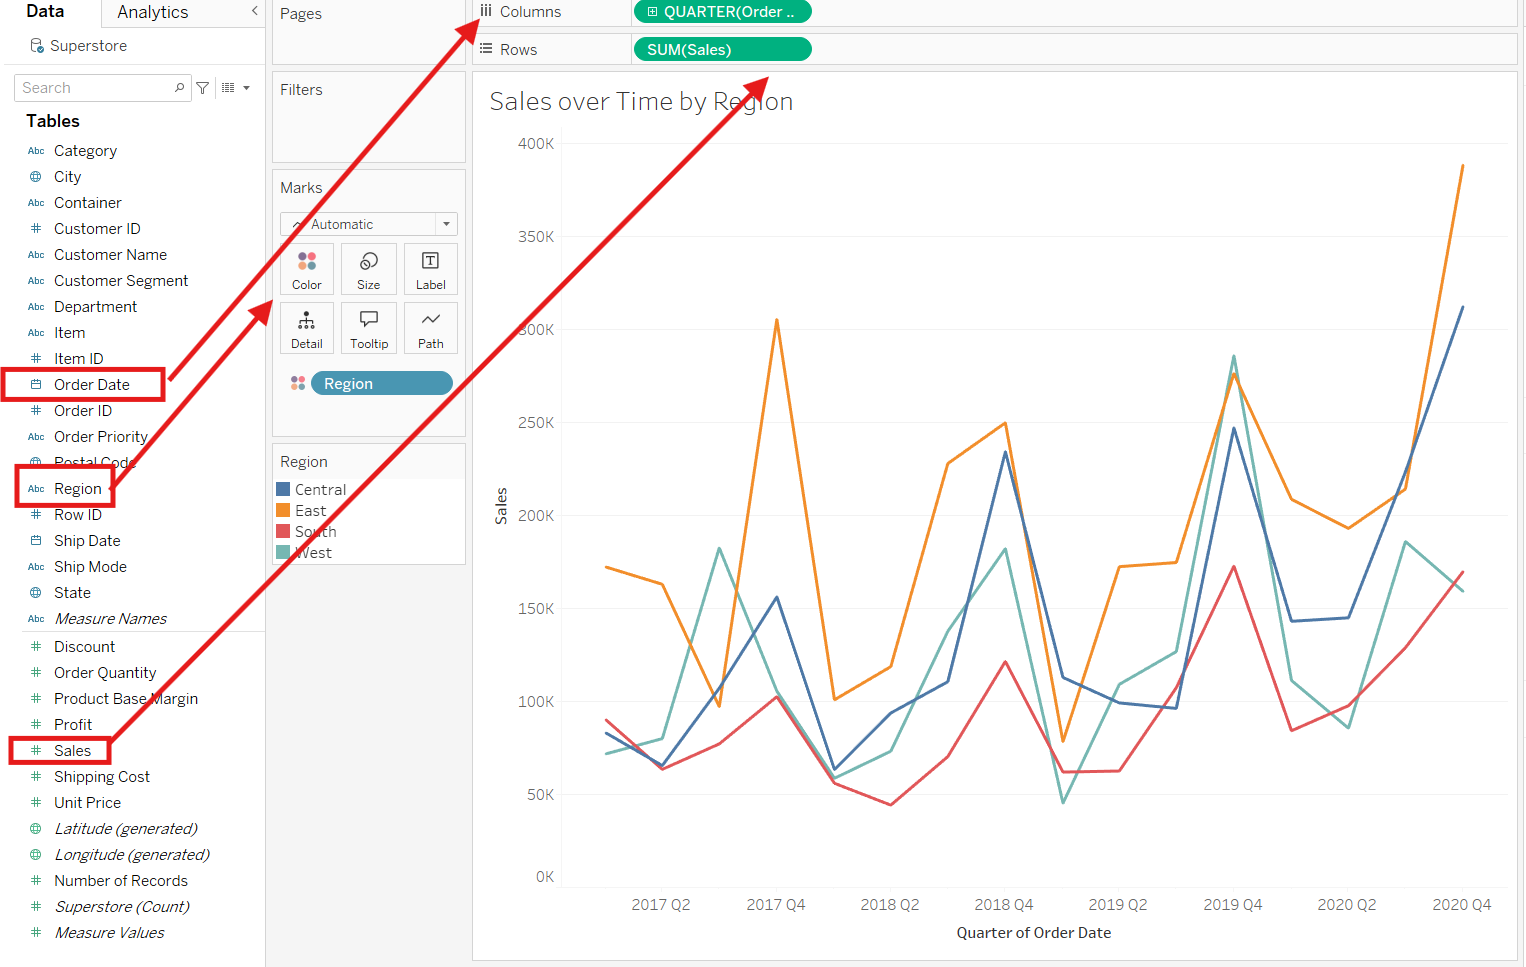 Data
Analytics
Superstore
Search
Tables
Abc Category
City
Abc Container
Customer ID
Abc Customer Name
Abc Customer Segment
Abc Department
Abc Item
Item ID
Order Date
Order ID
Abc Order Priority
Postal Code
Abc Region
Row ID
Ship Date
Abc Ship Mode
State
Abc Measure Names
Discount
Order Quantity
Product Base Margin
Profit
Sales
Shipping Cost
Unit Price
Latitude (generated)
Longitude (generated)
Number of Records
Superstore (Count)
Measure Values
Pages
Filters
Marks
Automatic
Color Size Label
Detail Tooltip Path
Region
Region
Central
East
South
West
Columns QUARTER(Order ..
Rows SUM(Sales)
Sales over Time by Region
400K
350K
300K
250K
200K
150K
100K
50K
0K
Sales
2017 Q2 2017 Q4 2018 Q2 2018 Q4 2019 Q2 2019 Q4 2020 Q2 2020 Q4
Quarter of Order Date